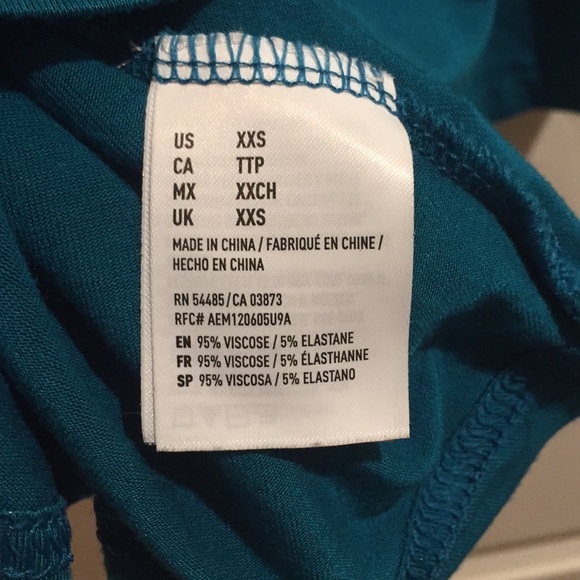 US XXS
CA TTP
MX XXCH
UK XXS
MADE IN CHINA / FABRIQUÉ EN CHINE /
HECHO EN CHINA
RN 54485 / CA 03873
RFC# AEM120605U9A
EN 95% VISCOSE / 5% ELASTANE
FR 95% VISCOSE / 5% ÉLASTHANNE
SP 95% VISCOSA / 5% ELASTANO